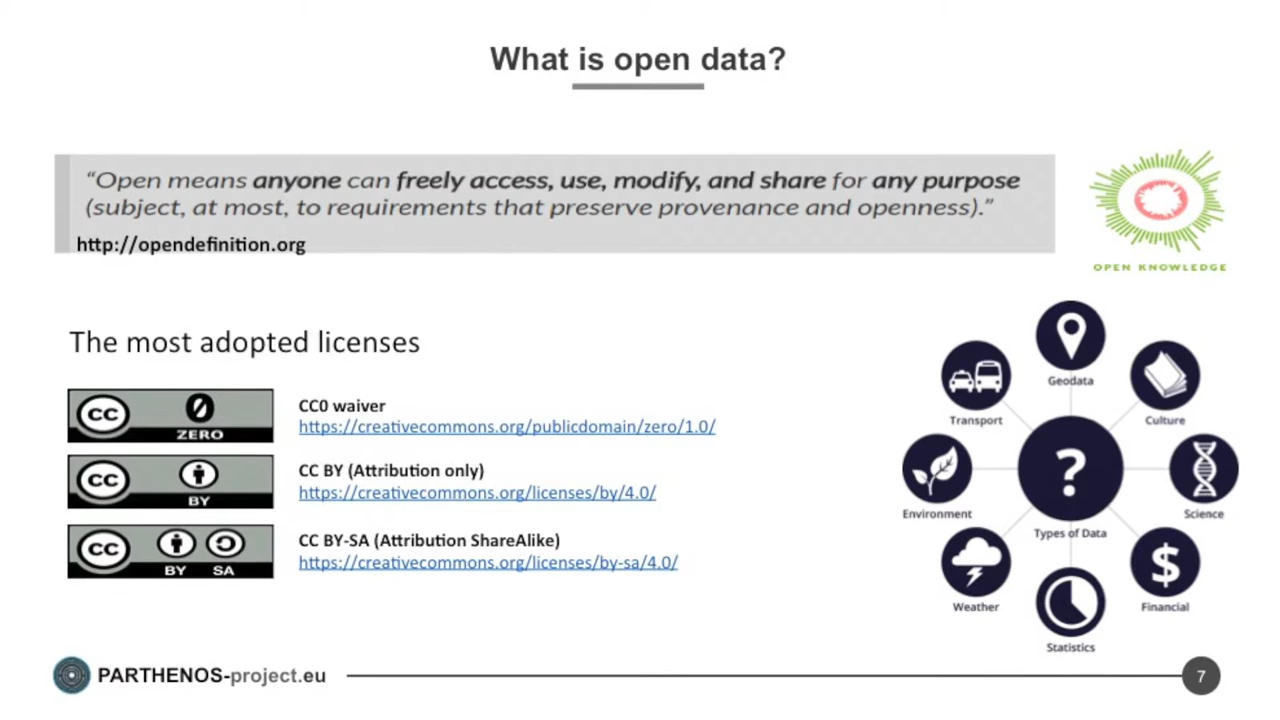 What is open data?
“Open means anyone can freely access, use, modify, and share for any purpose
(subject, at most, to requirements that preserve provenance and openness).”
http://opendefinition.org
OPEN KNOWLEDGE
The most adopted licenses
CC ZERO
CC0 waiver
https://creativecommons.org/publicdomain/zero/1.0/
CC BY
CC BY (Attribution only)
https://creativecommons.org/licenses/by/4.0/
CC BY SA
CC BY-SA (Attribution ShareAlike)
https://creativecommons.org/licenses/by-sa/4.0/
Geodata
Transport
Culture
Environment
?
Types of Data
Science
Weather
$
Financial
Statistics
PARTHENOS-project.eu
7